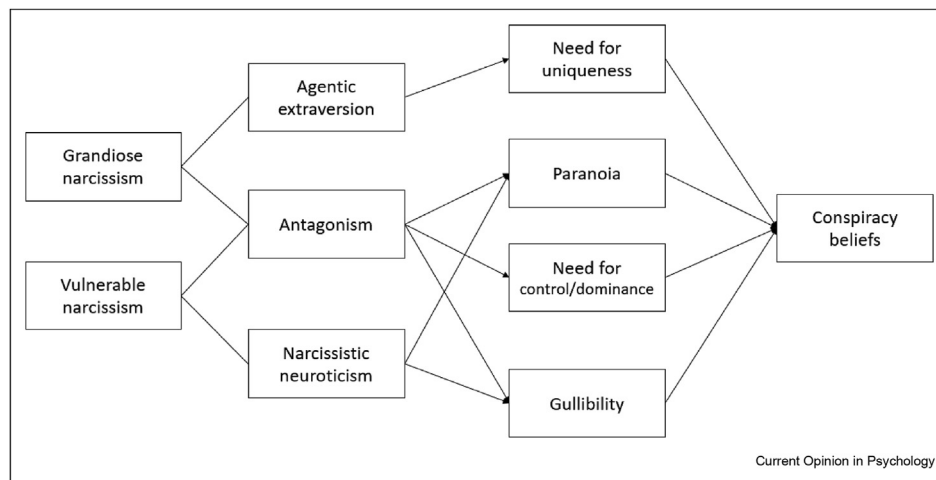 Need for
uniqueness
Agentic
extraversion
Grandiose
narcissism
Paranoia
Antagonism
Conspiracy
beliefs
Need for
control/dominance
Vulnerable
narcissism
Narcissistic
neuroticism
Gullibility
Current Opinion in Psychology